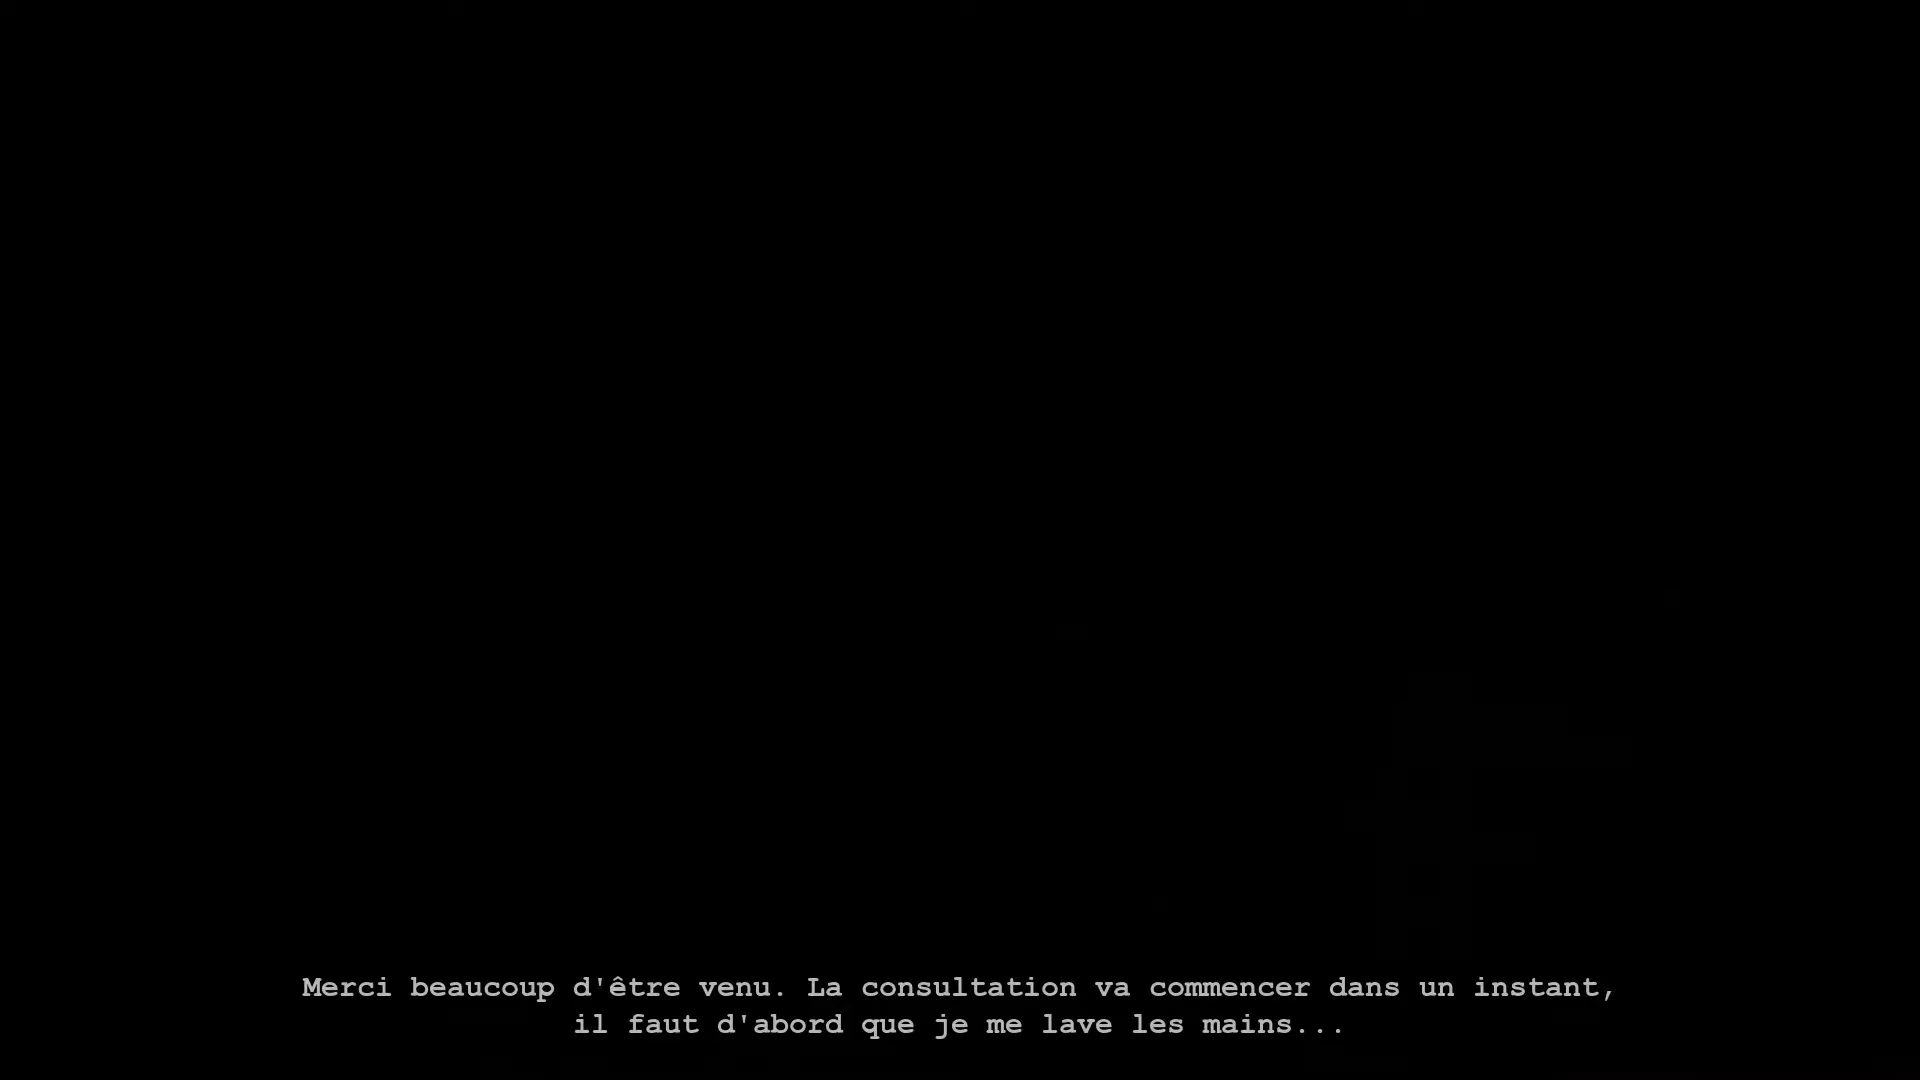 Merci beaucoup d'être venu. La consultation va commencer dans un instant,
il faut d'abord que je me lave les mains...